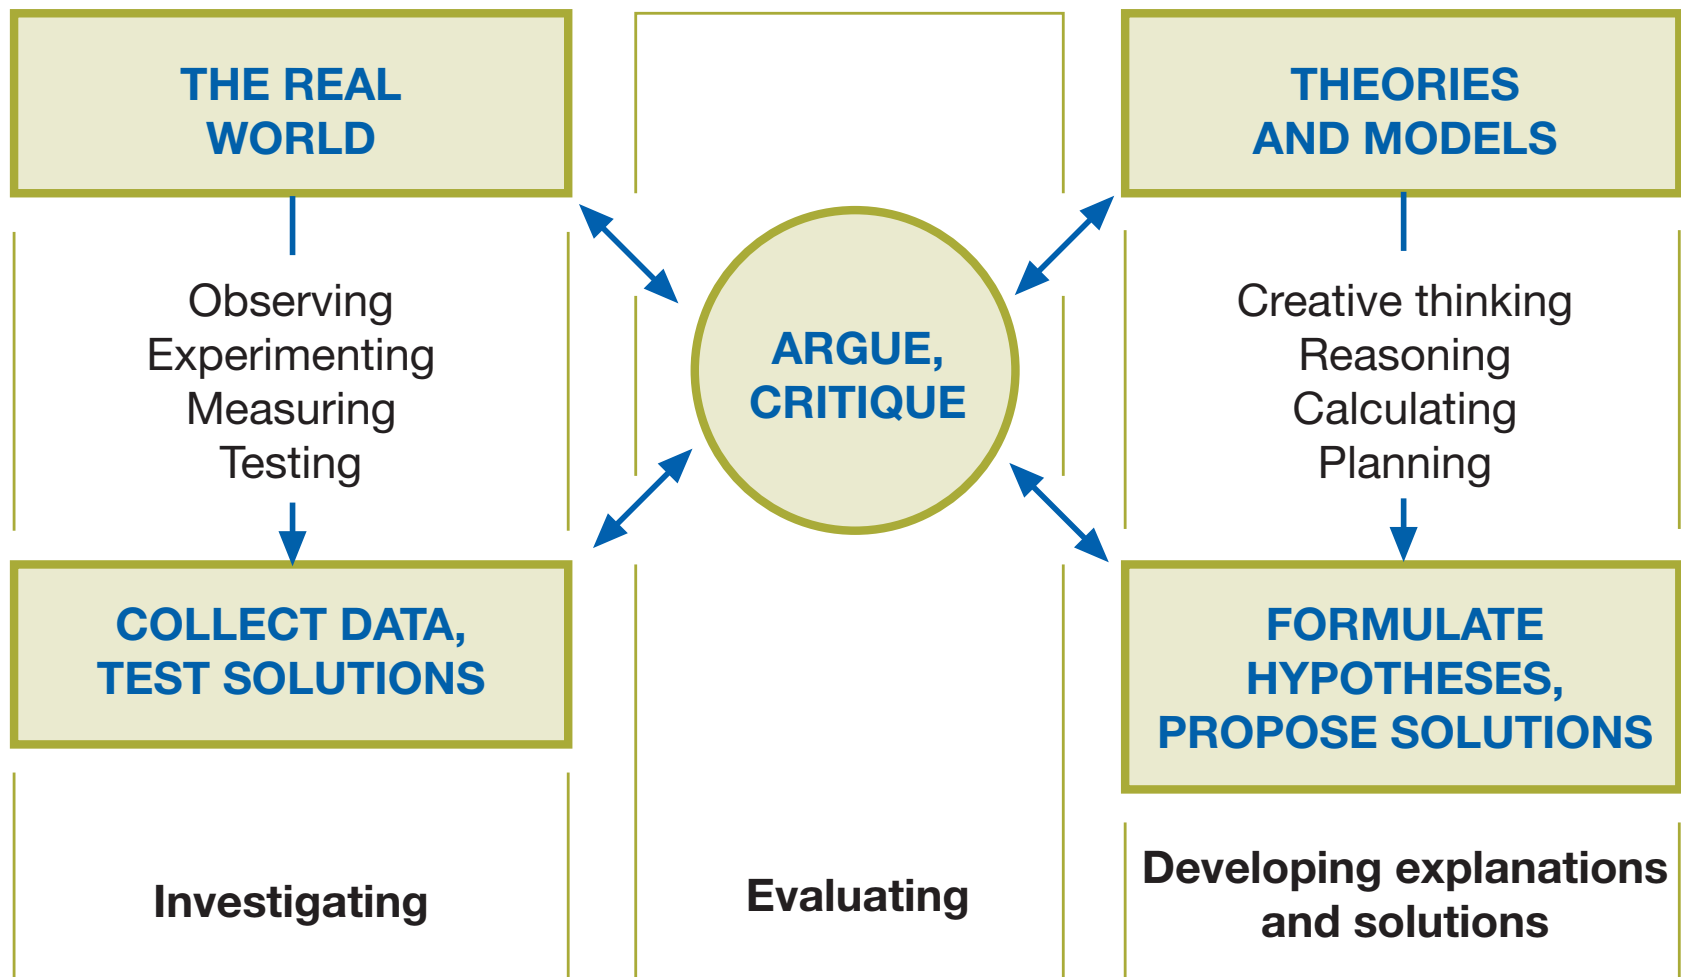 THE REAL
WORLD
Observing
Experimenting
Measuring
Testing
COLLECT DATA,
TEST SOLUTIONS
Investigating
ARGUE,
CRITIQUE
Evaluating
THEORIES
AND MODELS
Creative thinking
Reasoning
Calculating
Planning
FORMULATE
HYPOTHESES,
PROPOSE SOLUTIONS
Developing explanations
and solutions